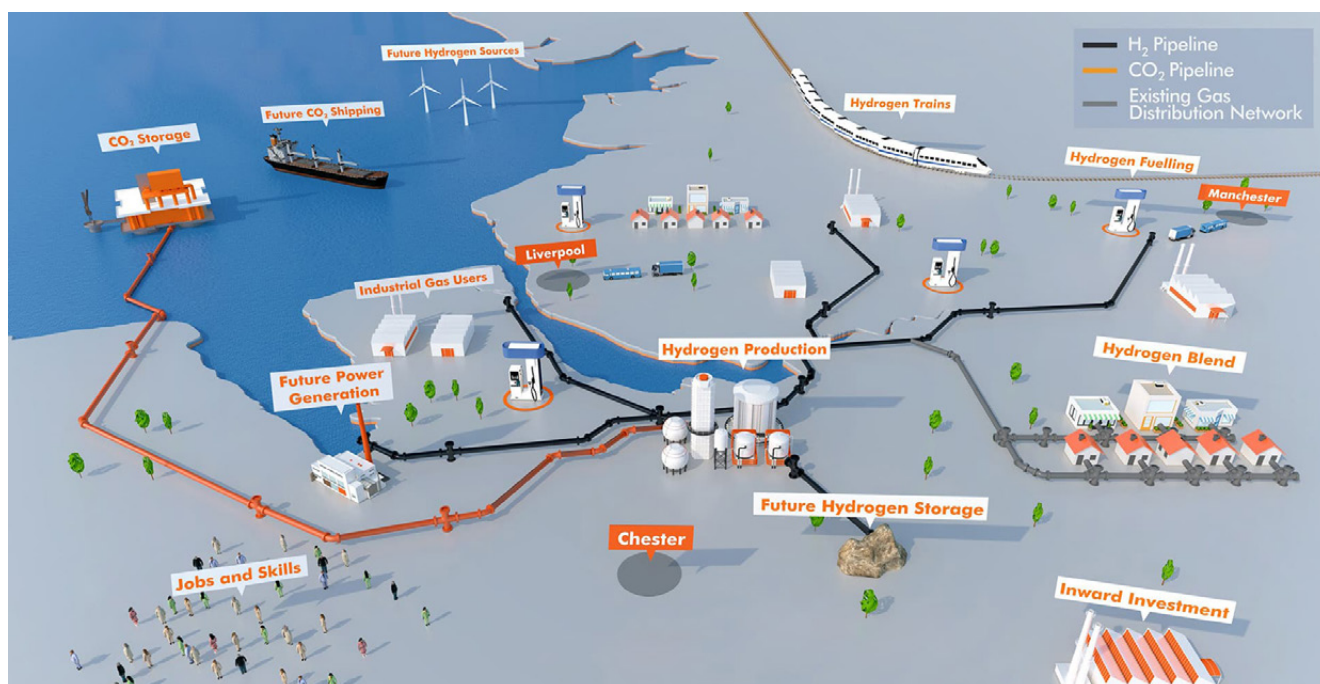 Future Hydrogen Sources
H₂ Pipeline
CO₂ Pipeline
Existing Gas
Distribution Network
Future CO₂ Shipping
CO₂ Storage
Hydrogen Trains
Hydrogen Fuelling
Manchester
Liverpool
Industrial Gas Users
Hydrogen Production
Hydrogen Blend
Future Power
Generation
Future Hydrogen Storage
Chester
Jobs and Skills
Inward Investment